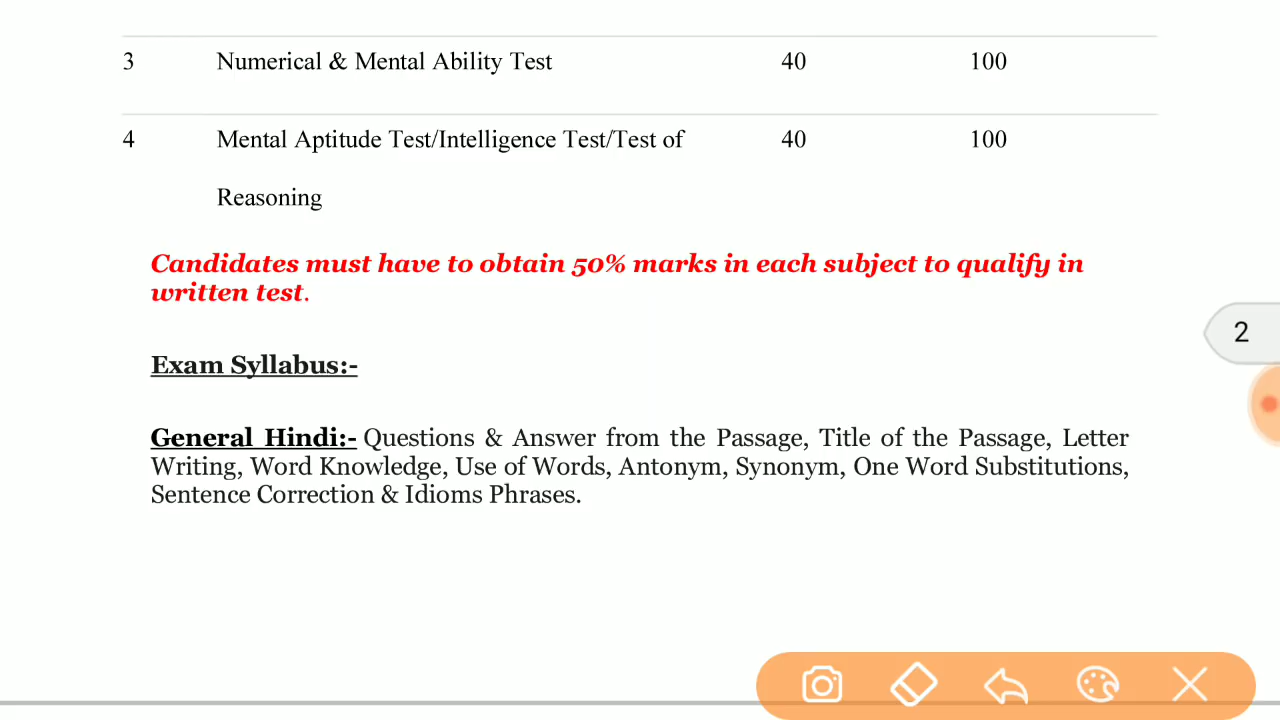 3 Numerical & Mental Ability Test 40 100
4 Mental Aptitude Test/Intelligence Test/Test of 40 100
Reasoning
Candidates must have to obtain 50% marks in each subject to qualify in
written test.
Exam Syllabus:-
General Hindi:- Questions & Answer from the Passage, Title of the Passage, Letter
Writing, Word Knowledge, Use of Words, Antonym, Synonym, One Word Substitutions,
Sentence Correction & Idioms Phrases.
2